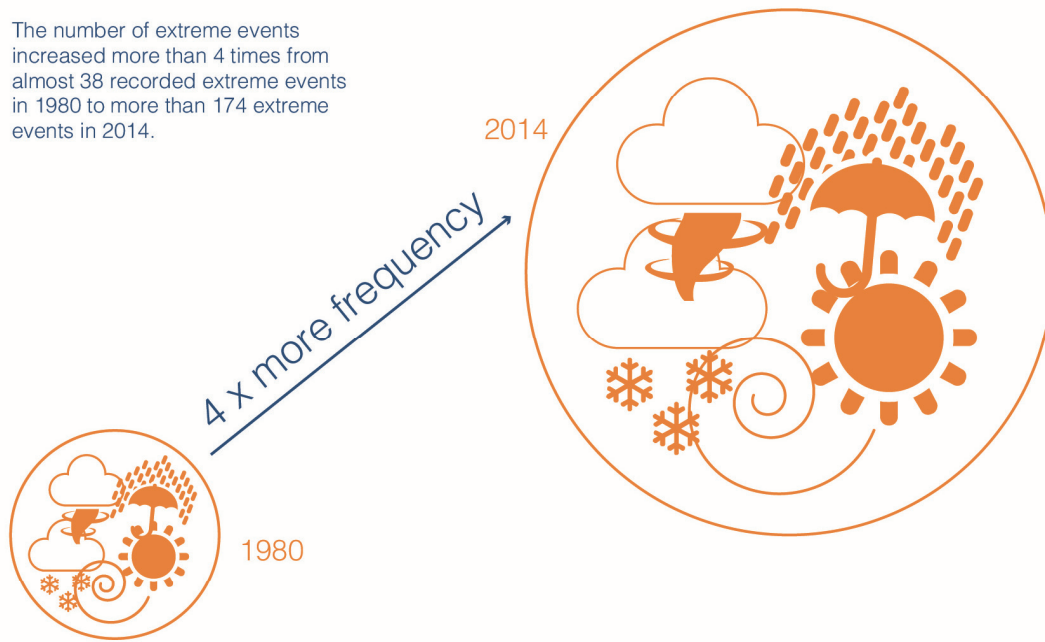 The number of extreme events
increased more than 4 times from
almost 38 recorded extreme events
in 1980 to more than 174 extreme
events in 2014.
2014
4 x more frequency
1980